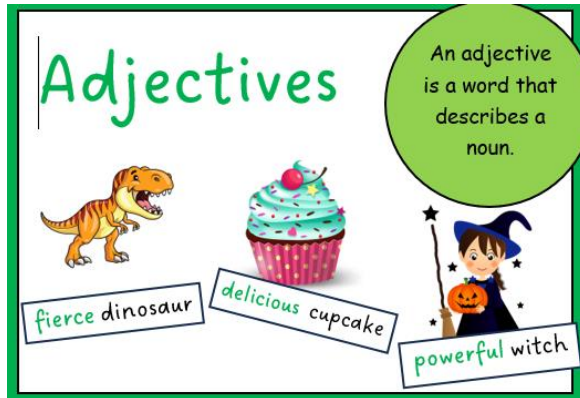 Adjectives
An adjective
is a word that
describes a
noun.
fierce dinosaur
delicious cupcake
powerful witch